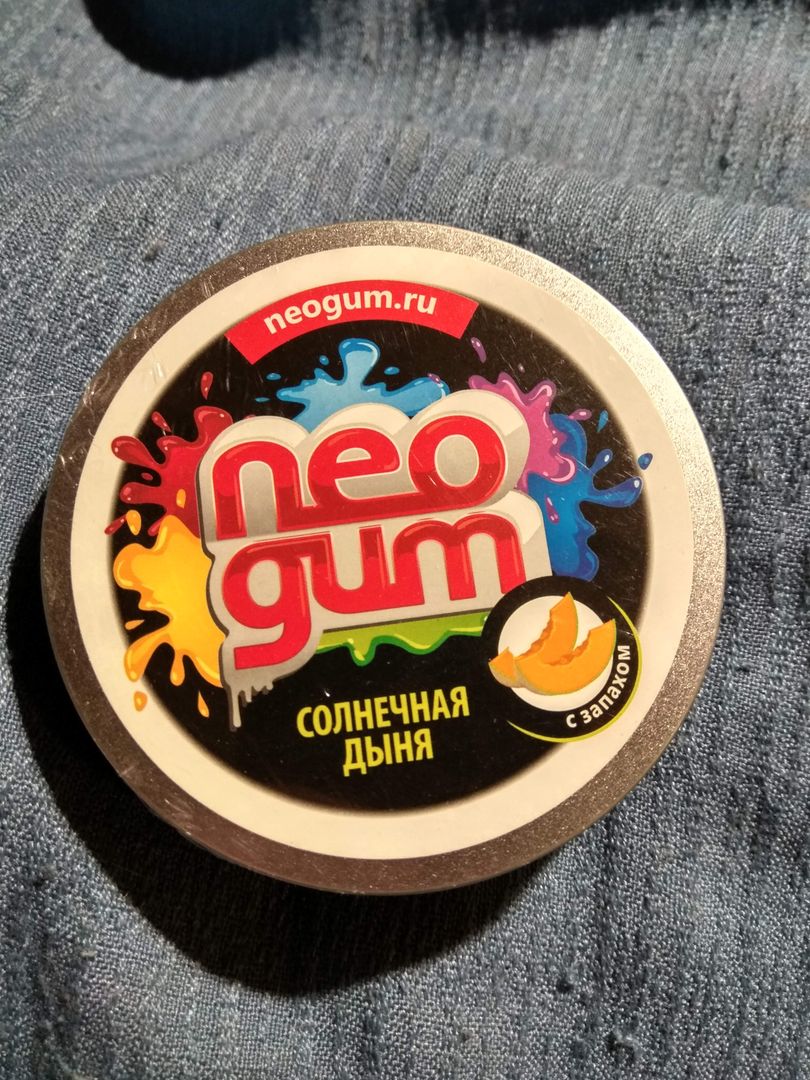 neogum.ru
neo
gum
СОЛНЕЧНАЯ
ДЫНЯ
с запахом